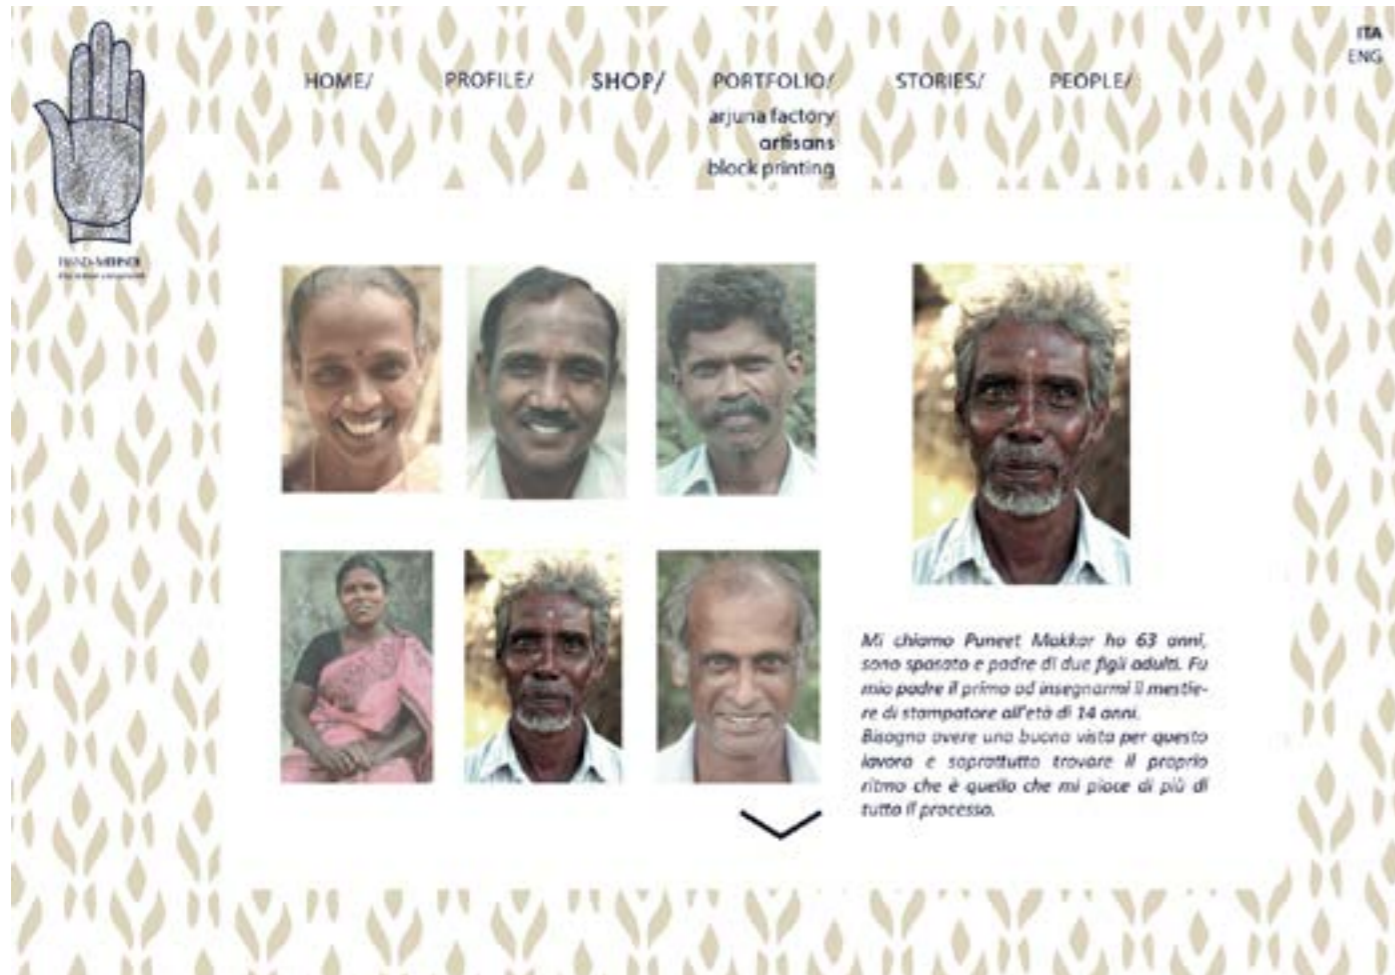 ITA
ENG
HOME/ PROFILE/ SHOP/ PORTFOLIO/ STORIES/ PEOPLE/
arjuna factory
artisans
block printing
Mi chiamo Puneet Makkar ho 63 anni,
sono sposato e padre di due figli adulti. Fu
mio padre il primo ad insegnarmi il mestie-
re di stampatore all'età di 14 anni.
Bisogna avere una buona vista per questo
lavoro e soprattutto trovare il proprio
ritmo che è quello che mi piace di più di
tutto il processo.